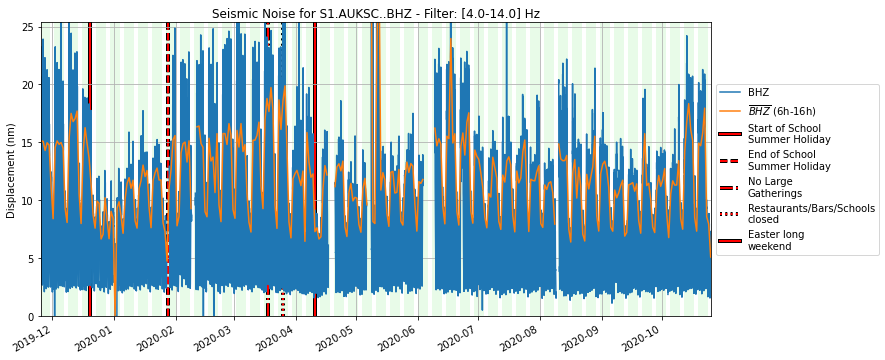 Seismic Noise for S1.AUKSC..BHZ - Filter: [4.0-14.0] Hz
25
20
15
10
5
0
Displacement (nm)
2019-12
2020-01
2020-02
2020-03
2020-04
2020-05
2020-06
2020-07
2020-08
2020-09
2020-10
BHZ
BHZ (6h-16h)
Start of School
Summer Holiday
End of School
Summer Holiday
No Large
Gatherings
Restaurants/Bars/Schools
closed
Easter long
weekend